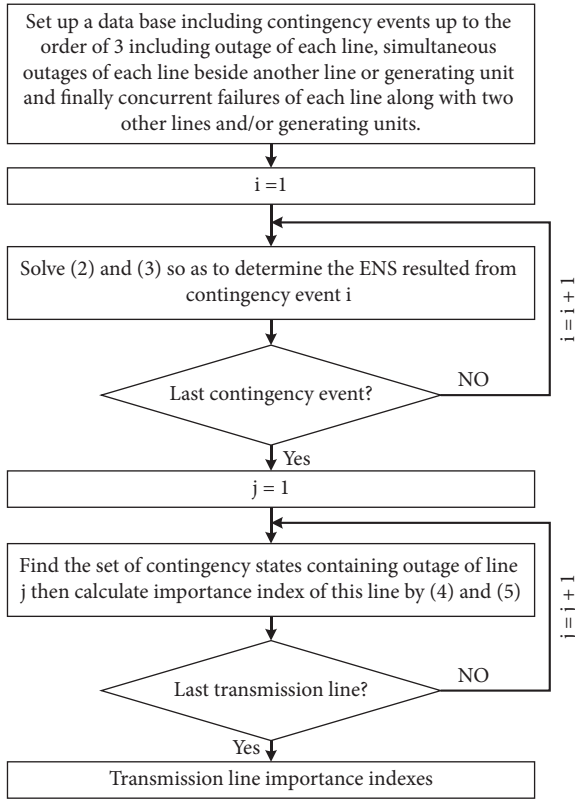 Set up a data base including contingency events up to the
order of 3 including outage of each line, simultaneous
outages of each line beside another line or generating unit
and finally concurrent failures of each line along with two
other lines and/or generating units.
i =1
Solve (2) and (3) so as to determine the ENS resulted from
contingency event i
i = i + 1
Last contingency event?
NO
Yes
j = 1
Find the set of contingency states containing outage of line
j then calculate importance index of this line by (4) and (5)
j = j + 1
Last transmission line?
NO
Yes
Transmission line importance indexes